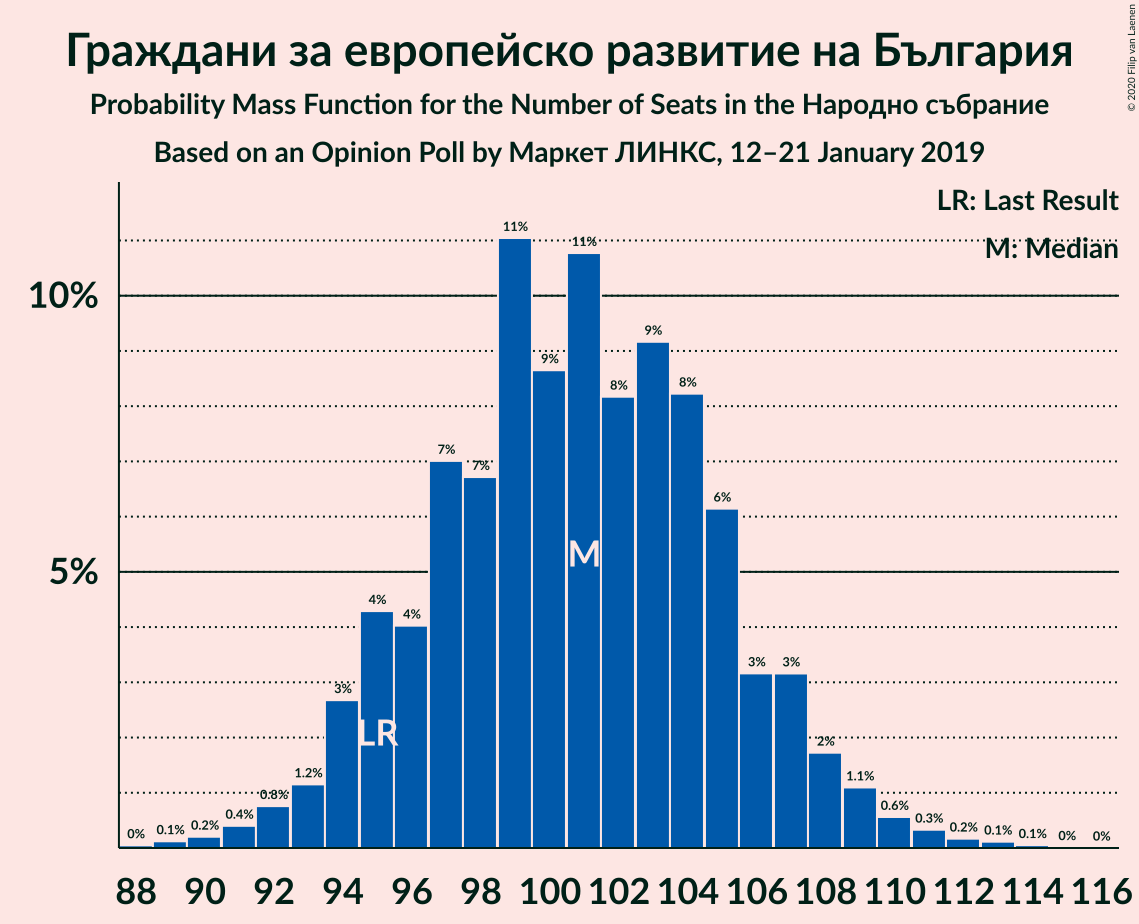 Граждани за европейско развитие на България
Probability Mass Function for the Number of Seats in the Народно събрание
Based on an Opinion Poll by Маркет ЛИНКС, 12–21 January 2019
© 2020 Filip van Laenen
LR: Last Result
M: Median
10%
5%
0% 0.1% 0.2% 0.4% 0.8% 1.2% 3% 4% 4% 7% 7% 11% 9% 11% 8% 9% 8% 6% 3% 3% 2% 1.1% 0.6% 0.3% 0.2% 0.1% 0.1% 0% 0%
M
LR
88 90 92 94 96 98 100 102 104 106 108 110 112 114 116